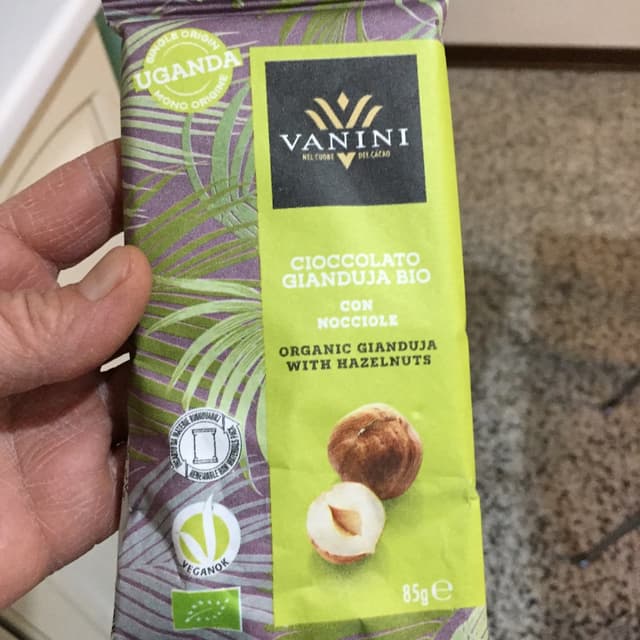 SINGLE ORIGIN
UGANDA
MONO ORIGINE
VANINI
NEL CUORE DEL CACAO
CIOCCOLATO
GIANDUJA BIO
CON
NOCCIOLE
ORGANIC GIANDUJA
WITH HAZELNUTS
VEGANOK
85g ℮